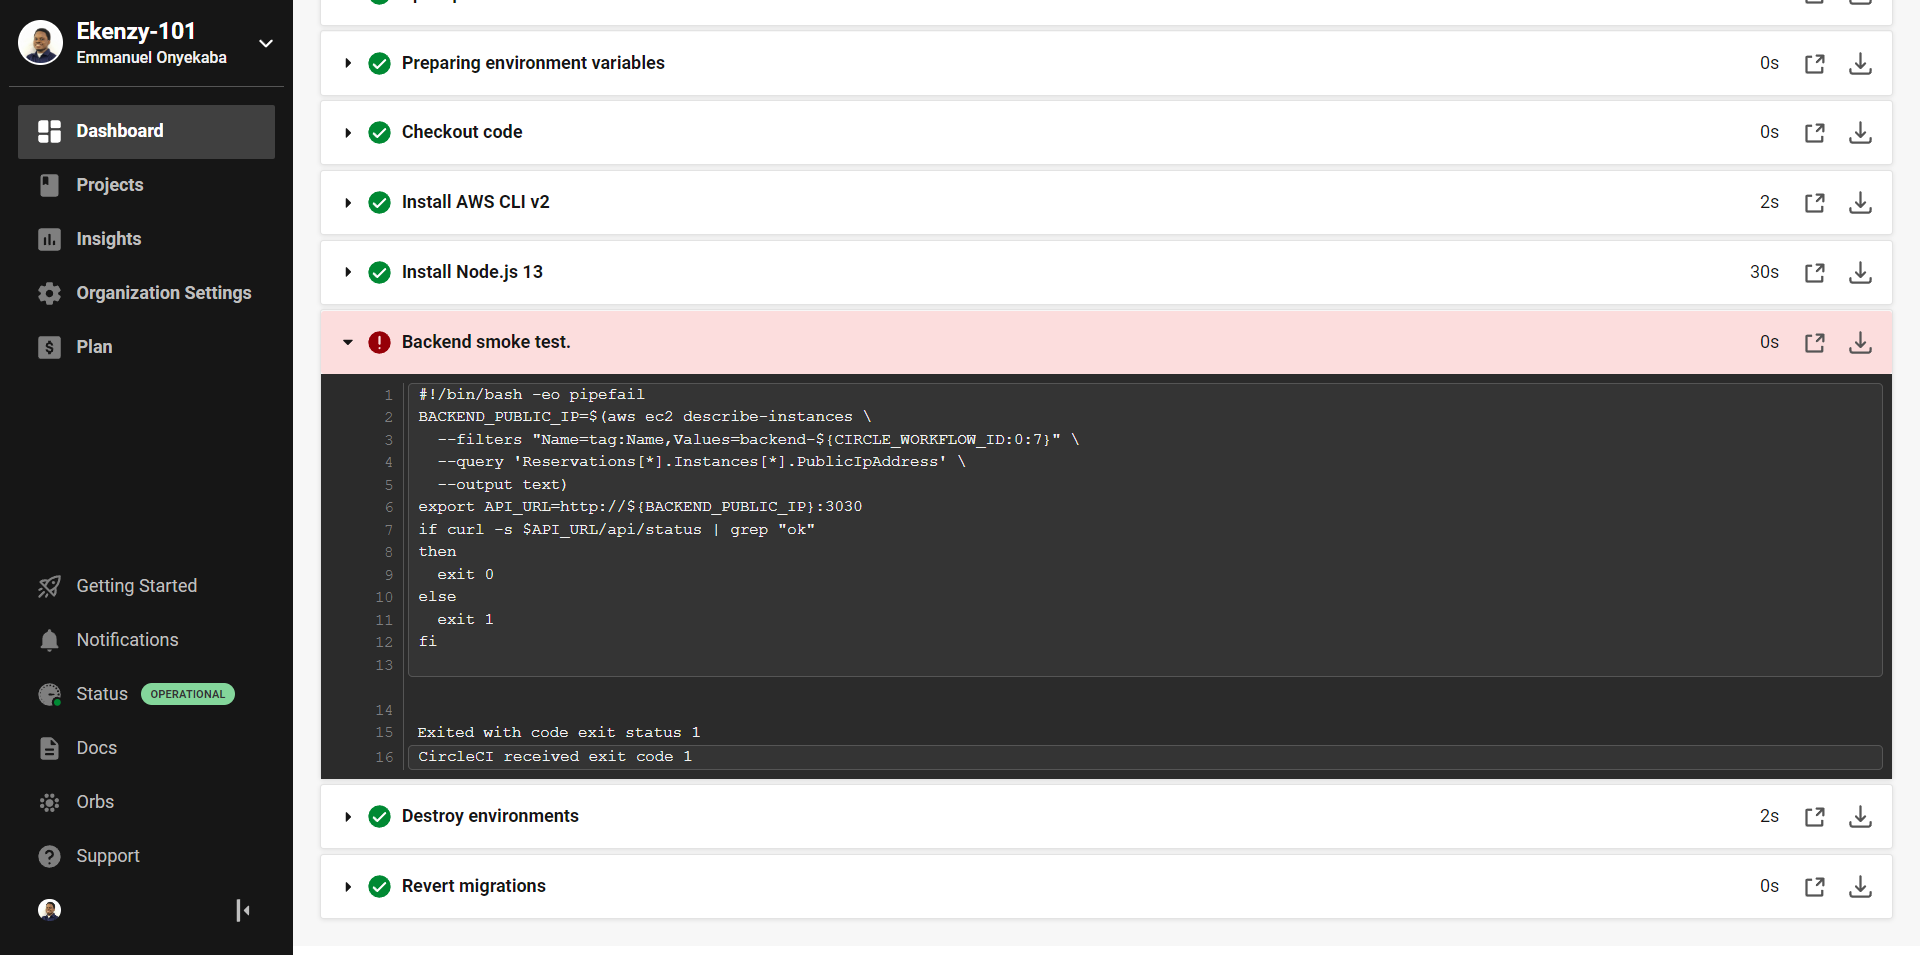 Ekenzy-101
Emmanuel Onyekaba
Dashboard
Projects
Insights
Organization Settings
Plan
Getting Started
Notifications
Status OPERATIONAL
Docs
Orbs
Support
Preparing environment variables 0s
Checkout code 0s
Install AWS CLI v2 2s
Install Node.js 13 30s
Backend smoke test. 0s
1 #!/bin/bash -eo pipefail
2 BACKEND_PUBLIC_IP=$(aws ec2 describe-instances \
3 --filters "Name=tag:Name,Values=backend-${CIRCLE_WORKFLOW_ID:0:7}" \
4 --query 'Reservations[*].Instances[*].PublicIpAddress' \
5 --output text)
6 export API_URL=http://${BACKEND_PUBLIC_IP}:3030
7 if curl -s $API_URL/api/status | grep "ok"
8 then
9 exit 0
10 else
11 exit 1
12 fi
13
14
15 Exited with code exit status 1
16 CircleCI received exit code 1
Destroy environments 2s
Revert migrations 0s